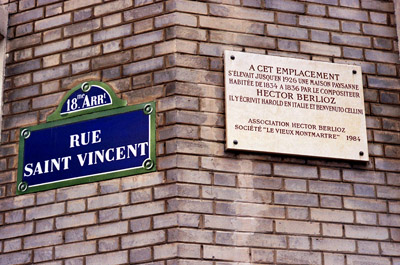 18me Arrt
RUE
SAINT VINCENT
A CET EMPLACEMENT
S'ÉLEVAIT JUSQU'EN 1926 UNE MAISON PAYSANNE
HABITÉE DE 1834 A 1836 PAR LE COMPOSITEUR
HECTOR BERLIOZ
IL Y ÉCRIVIT HAROLD EN ITALIE ET BENVENUTO CELLINI
ASSOCIATION HECTOR BERLIOZ
SOCIÉTÉ "LE VIEUX MONTMARTRE" 1984